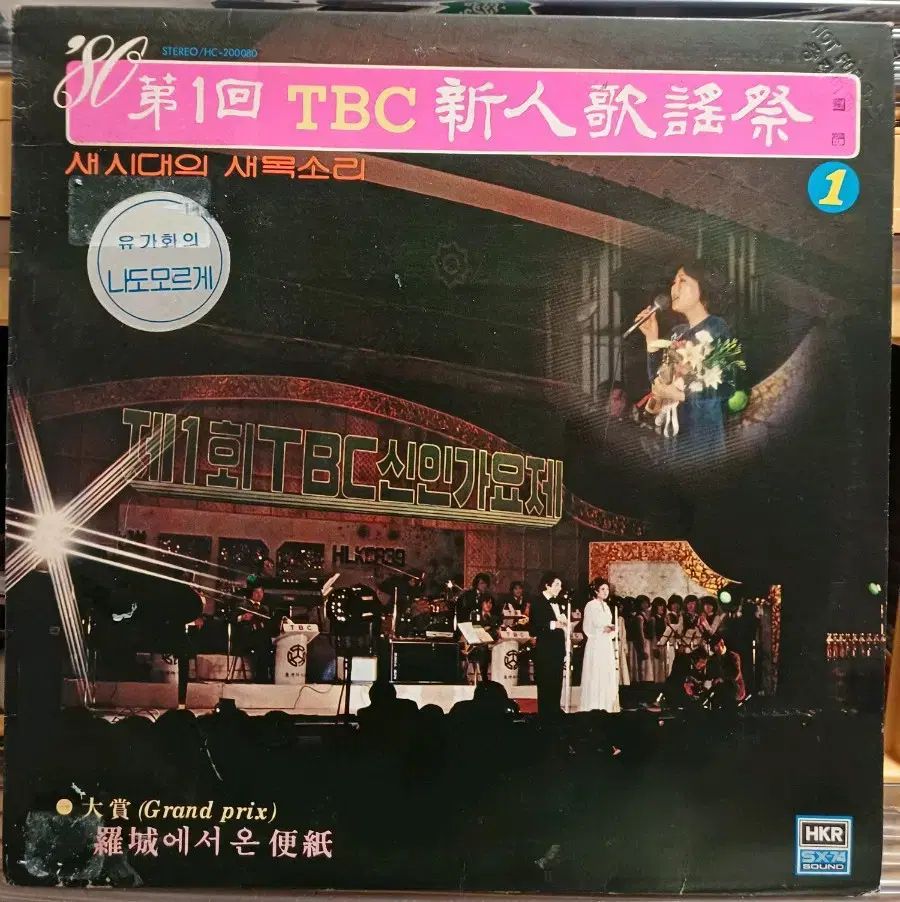 '80
STEREO/HC-200080
第1回 TBC 新人歌謠祭
새시대의 새목소리
1
유가화의
나도모르게
제1회TBC신인가요제
TBC
TBC
大賞 (Grand prix)
羅城에서온 便紙
HKR
SX-74
SOUND